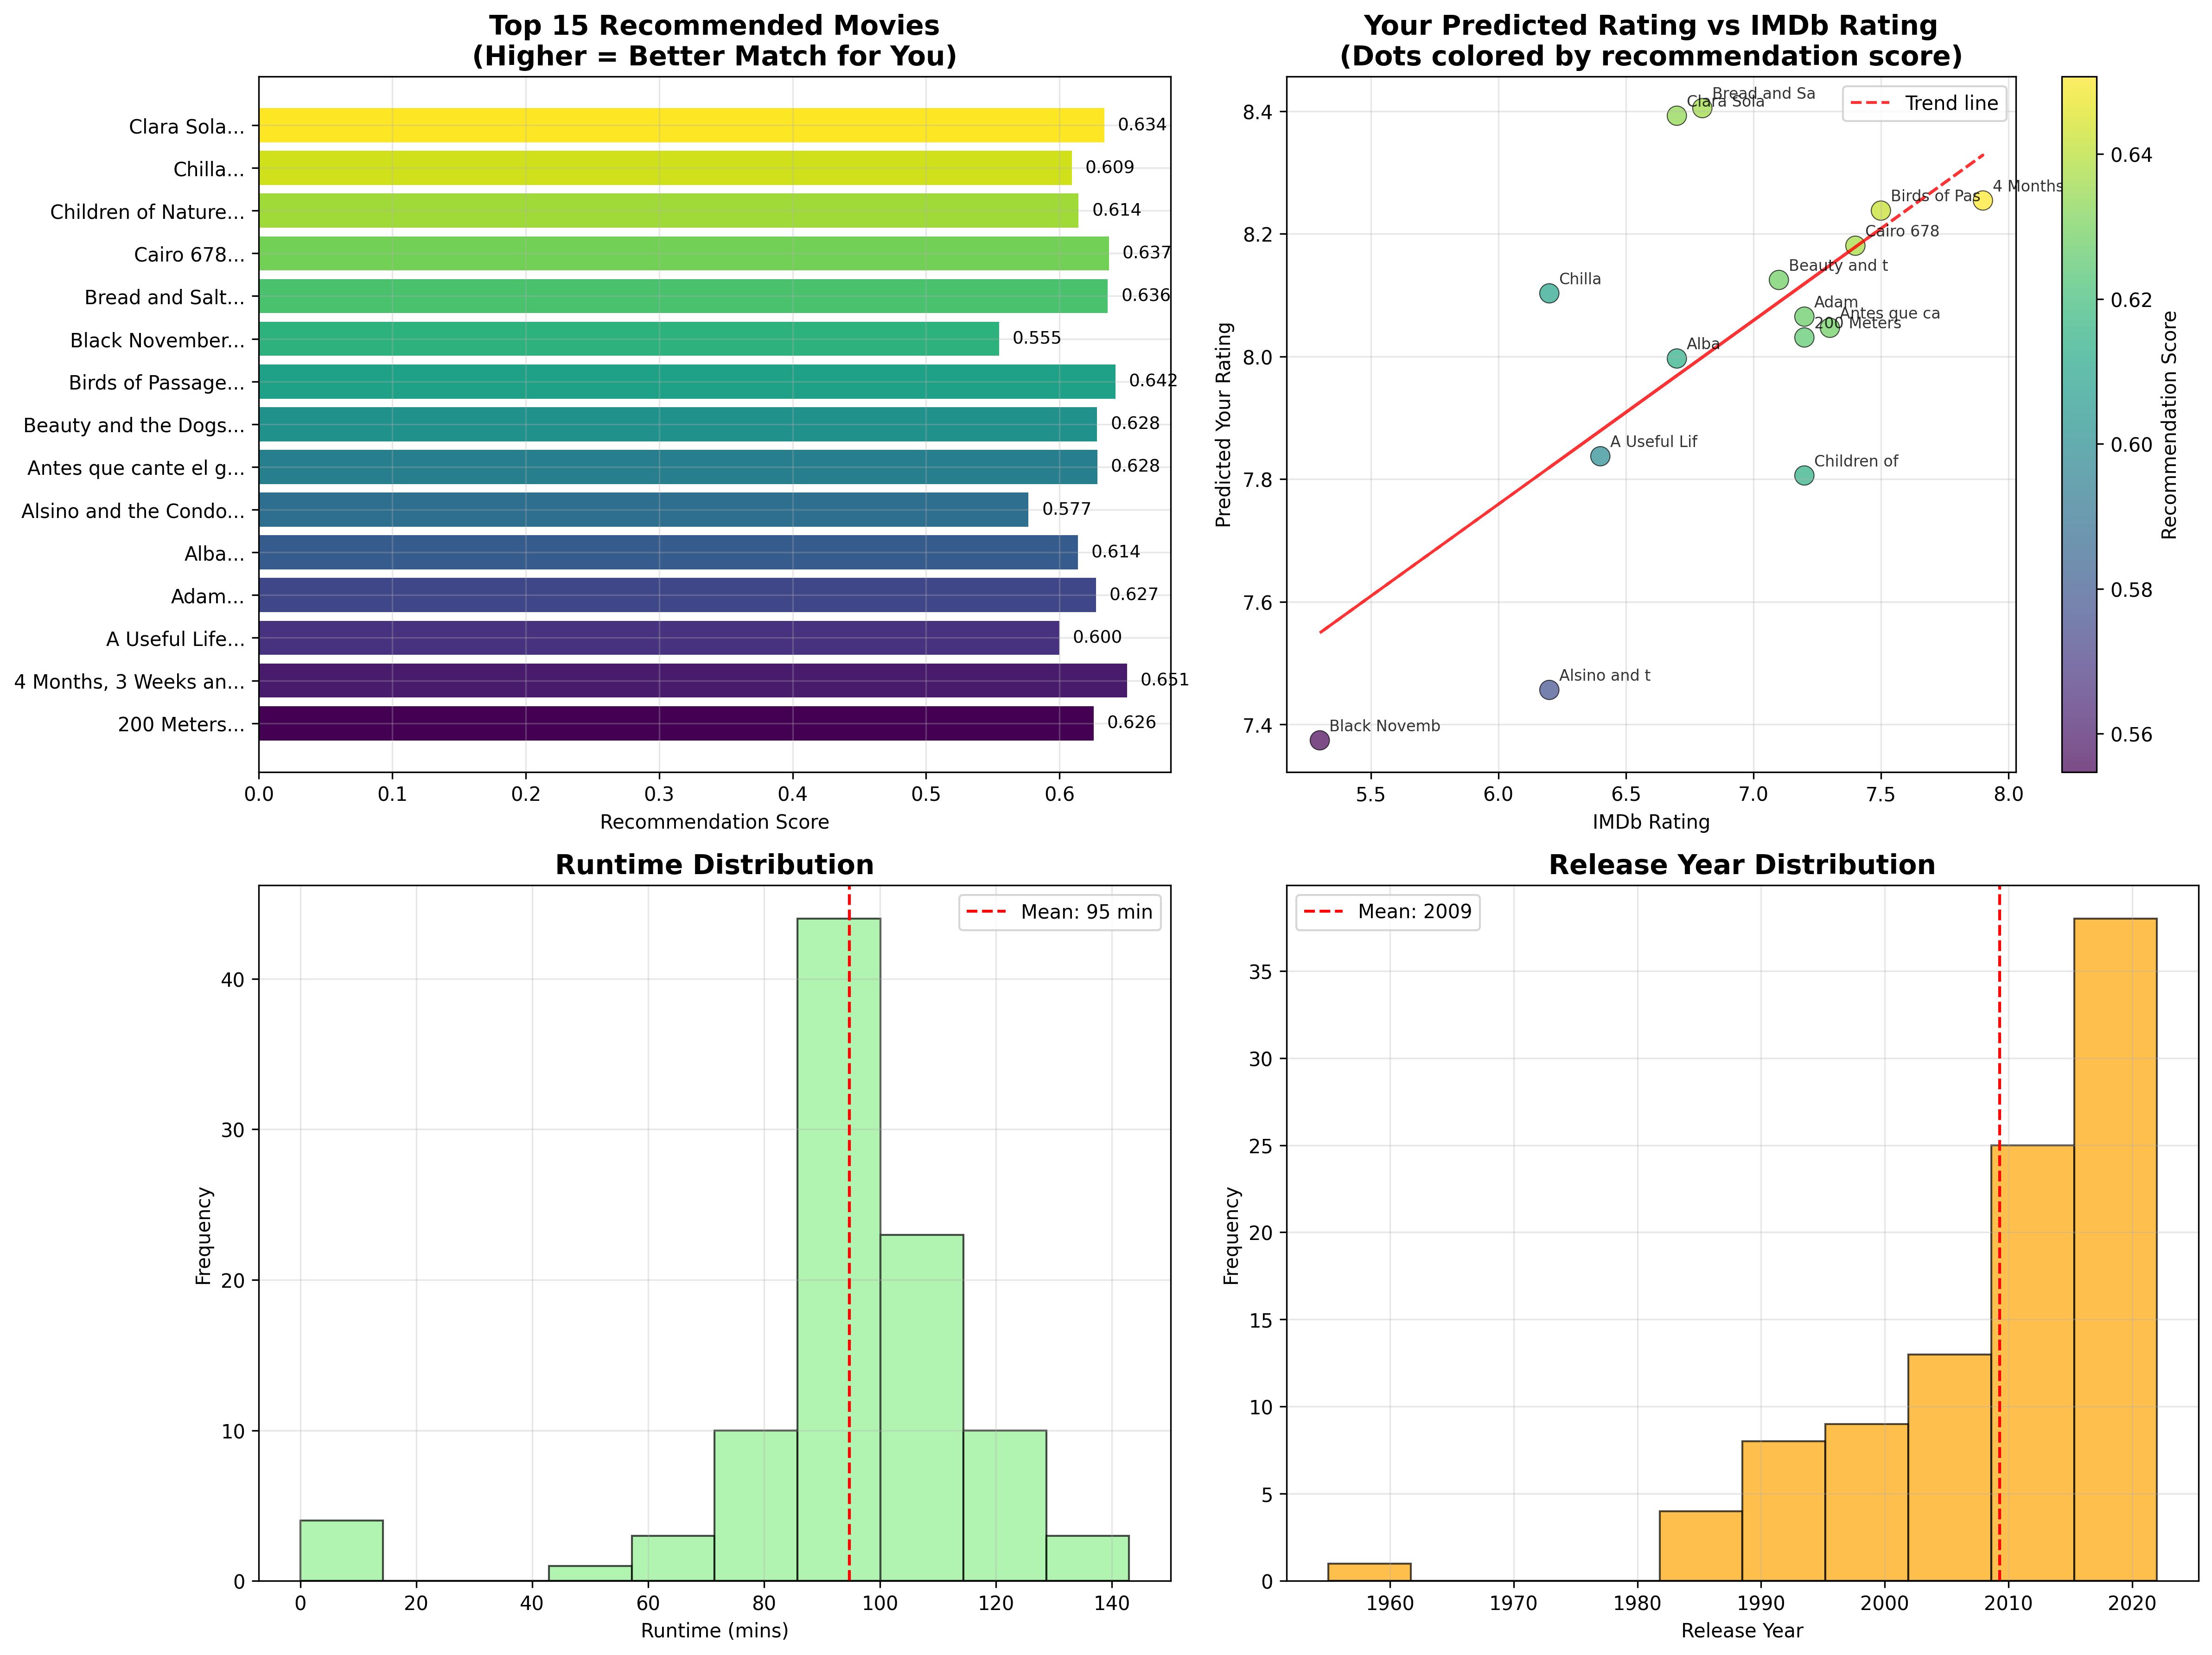 Top 15 Recommended Movies
(Higher = Better Match for You)
Clara Sola...
0.634
Chilla...
0.609
Children of Nature...
0.614
Cairo 678...
0.637
Bread and Salt...
0.636
Black November...
0.555
Birds of Passage...
0.642
Beauty and the Dogs...
0.628
Antes que cante el g...
0.628
Alsino and the Condo...
0.577
Alba...
0.614
Adam...
0.627
A Useful Life...
0.600
4 Months, 3 Weeks an...
0.651
200 Meters...
0.626
0.0 0.1 0.2 0.3 0.4 0.5 0.6
Recommendation Score
Your Predicted Rating vs IMDb Rating
(Dots colored by recommendation score)
Trend line
Bread and Sa
Clara Sola
4 Months
Birds of Pas
Cairo 678
Beauty and t
Chilla
Adam
Antes que ca
200 Meters
Alba
A Useful Lif
Children of
Alsino and t
Black Novemb
8.4
8.2
8.0
7.8
7.6
7.4
Predicted Your Rating
5.5 6.0 6.5 7.0 7.5 8.0
IMDb Rating
0.64
0.62
0.60
0.58
0.56
Recommendation Score
Runtime Distribution
Mean: 95 min
40
30
20
10
0
Frequency
0 20 40 60 80 100 120 140
Runtime (mins)
Release Year Distribution
Mean: 2009
35
30
25
20
15
10
5
0
Frequency
1960 1970 1980 1990 2000 2010 2020
Release Year